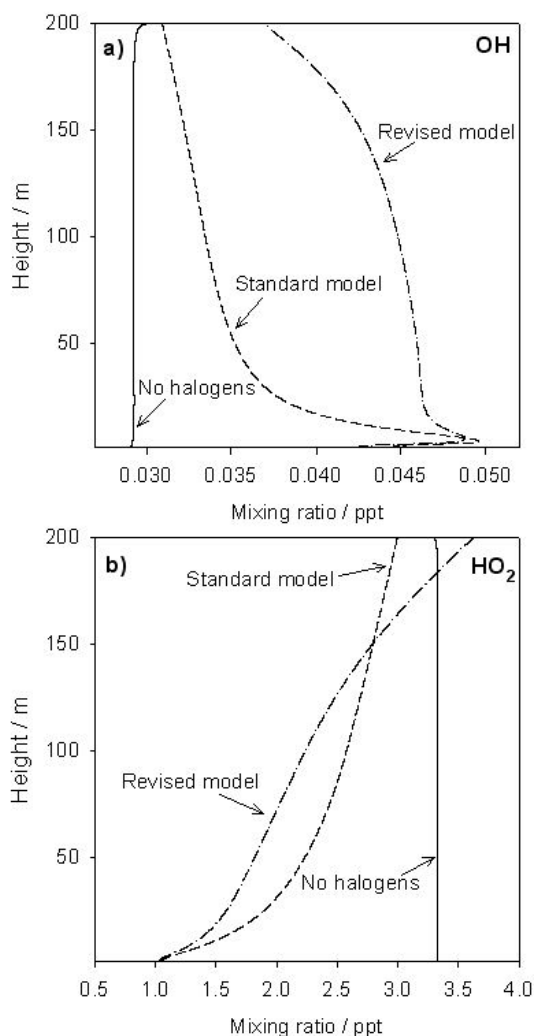 200
a)
OH
Revised model
150
Height / m
100
Standard model
50
No halogens
0.030 0.035 0.040 0.045 0.050
Mixing ratio / ppt
200
b)
HO2
Standard model
150
Height / m
100
Revised model
50
No halogens
0.5 1.0 1.5 2.0 2.5 3.0 3.5 4.0
Mixing ratio / ppt